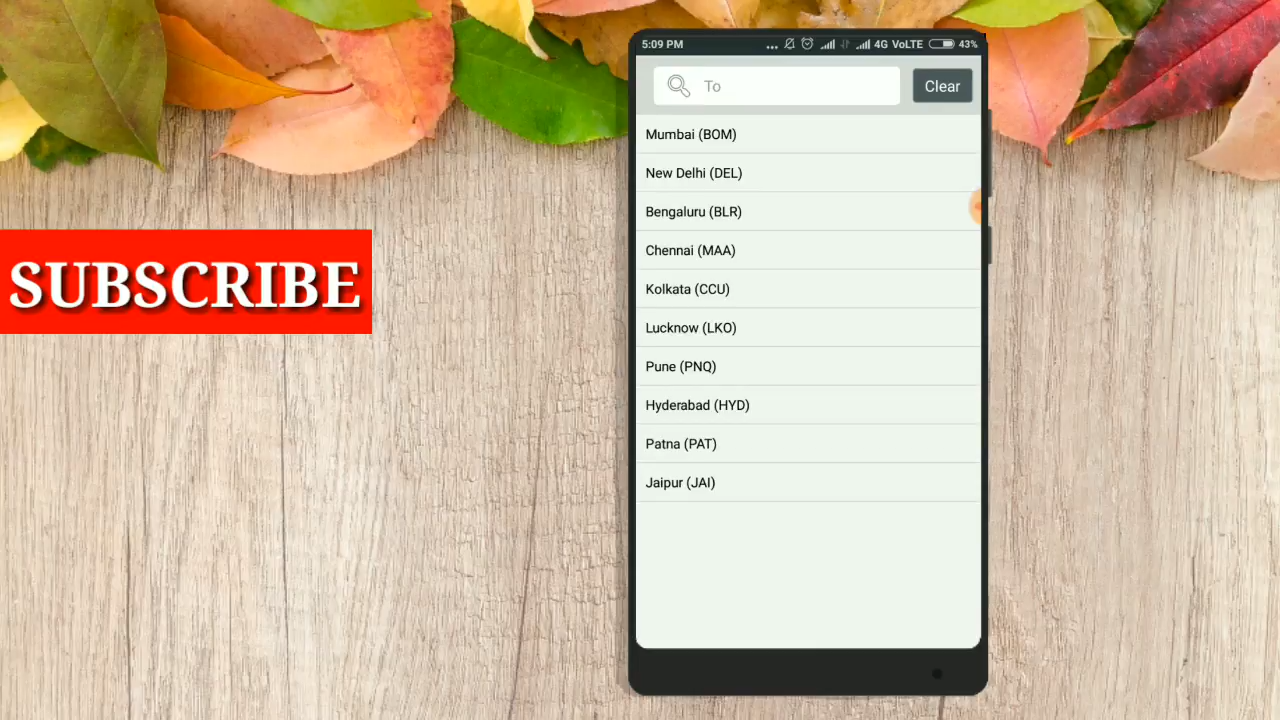 5:09 PM ... 4G VoLTE 43%
To
Clear
Mumbai (BOM)
New Delhi (DEL)
SUBSCRIBE
Bengaluru (BLR)
Chennai (MAA)
Kolkata (CCU)
Lucknow (LKO)
Pune (PNQ)
Hyderabad (HYD)
Patna (PAT)
Jaipur (JAI)